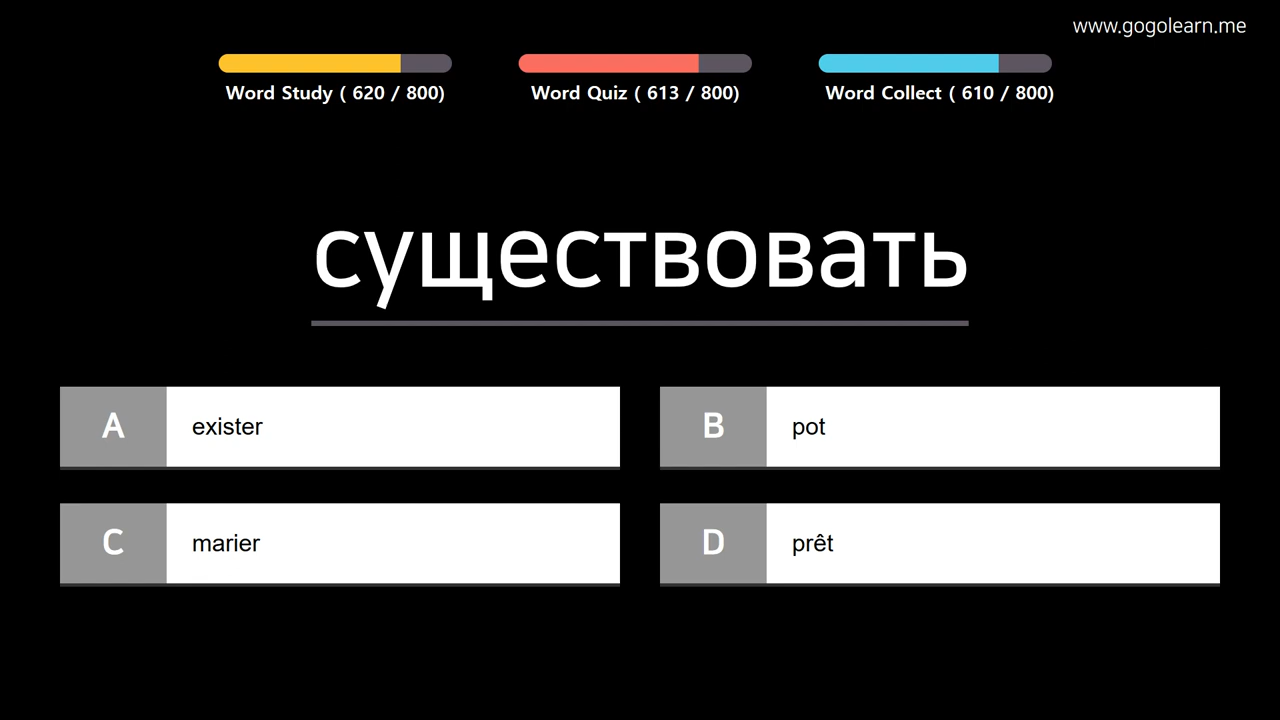 www.gogolearn.me
Word Study ( 620 / 800)
Word Quiz ( 613 / 800)
Word Collect ( 610 / 800)
существовать
A exister
B pot
C marier
D prêt